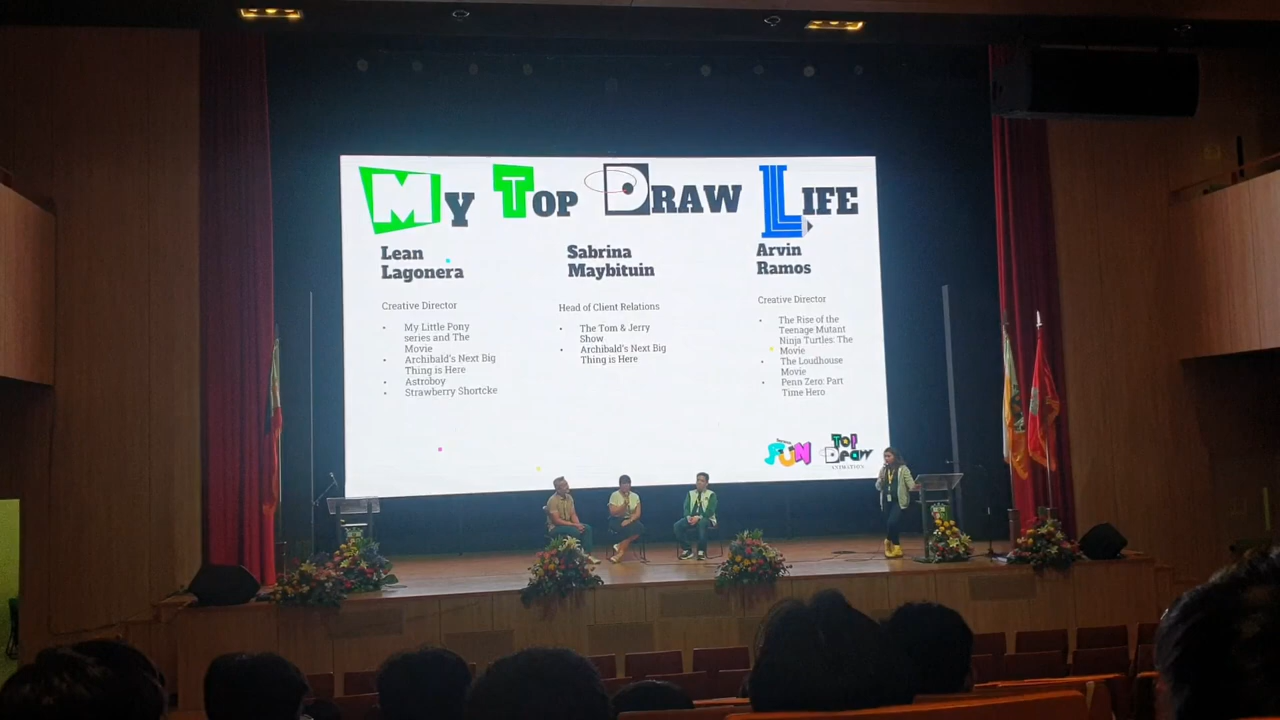 My Top Draw Life
Lean
Lagonera
Creative Director
• My Little Pony
series and The
Movie
• Archibald's Next Big
Thing is Here
• Astroboy
• Strawberry Shortcke
Sabrina
Maybituin
Head of Client Relations
• The Tom & Jerry
Show
• Archibald's Next Big
Thing is Here
Arvin
Ramos
Creative Director
• The Rise of the
Teenage Mutant
Ninja Turtles: The
Movie
• The Loudhouse
Movie
• Penn Zero: Part
Time Hero
FUN
Top
Draw
ANIMATION